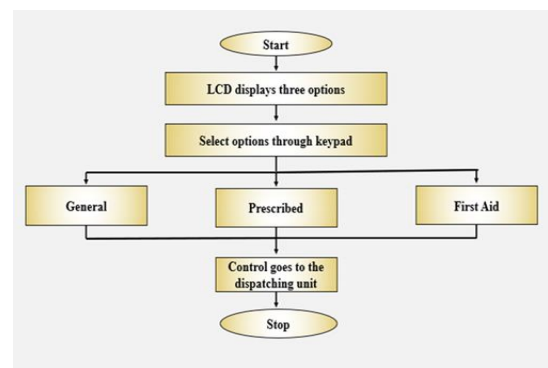 Start
LCD displays three options
Select options through keypad
General
Prescribed
First Aid
Control goes to the
dispatching unit
Stop